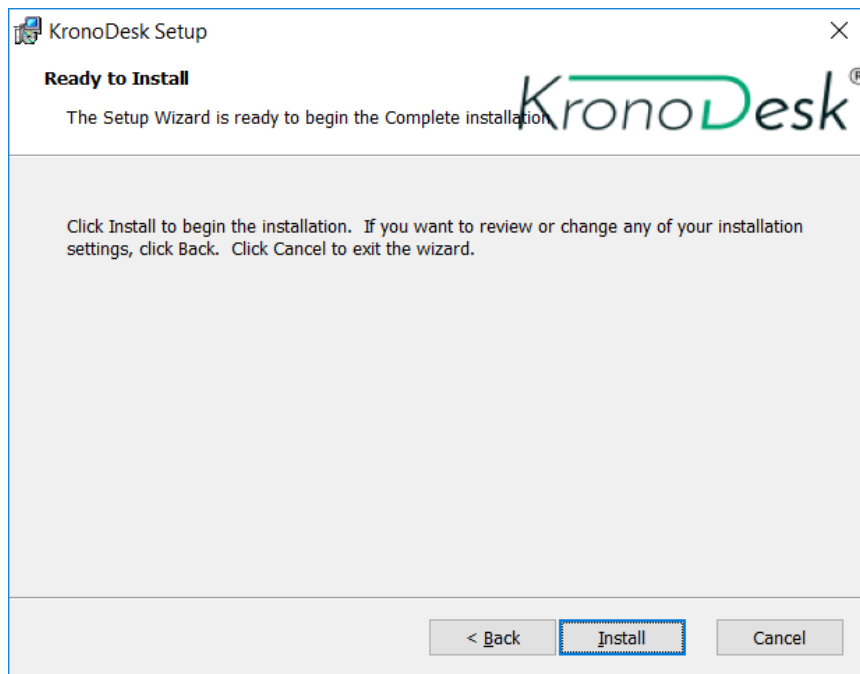 KronoDesk Setup
Ready to Install
The Setup Wizard is ready to begin the Complete installation
KronoDesk®
Click Install to begin the installation.  If you want to review or change any of your installation
settings, click Back.  Click Cancel to exit the wizard.
< Back
Install
Cancel